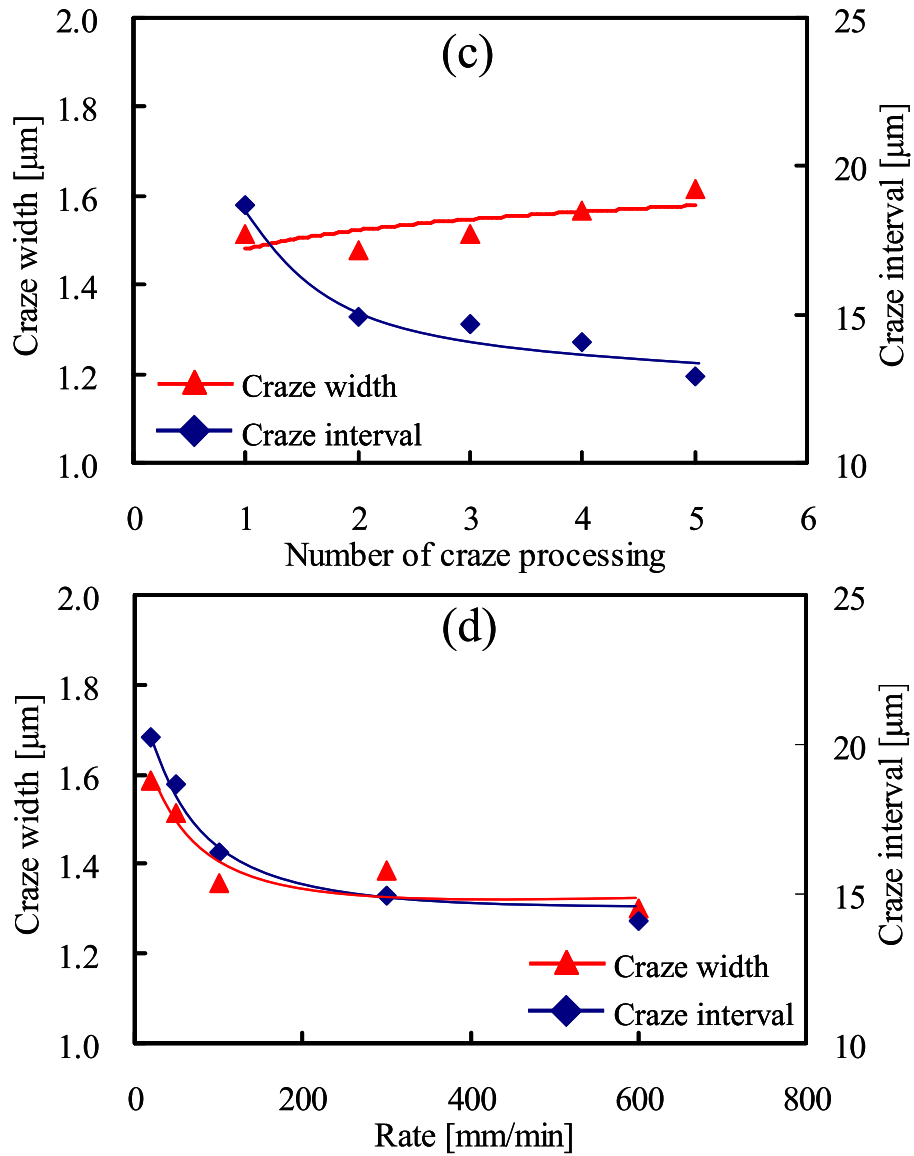 (c)
2.0
1.8
1.6
1.4
1.2
1.0
Craze width [μm]
25
20
15
10
Craze interval [μm]
Craze width
Craze interval
0 1 2 3 4 5 6
Number of craze processing
(d)
2.0
1.8
1.6
1.4
1.2
1.0
Craze width [μm]
25
20
15
10
Craze interval [μm]
Craze width
Craze interval
0 200 400 600 800
Rate [mm/min]